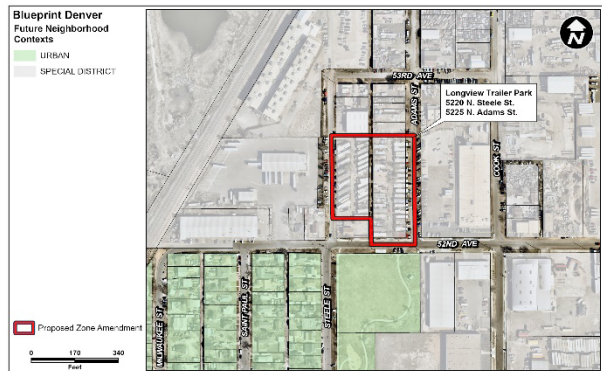 Blueprint Denver
Future Neighborhood
Contexts
URBAN
SPECIAL DISTRICT
N
53RD AVE
ADAMS ST
Longview Trailer Park
5220 N. Steele St.
5225 N. Adams St.
COOK ST
52ND AVE
MILWAUKEE ST
SAINT PAUL ST
STEELE ST
Proposed Zone Amendment
0 170 340
Feet